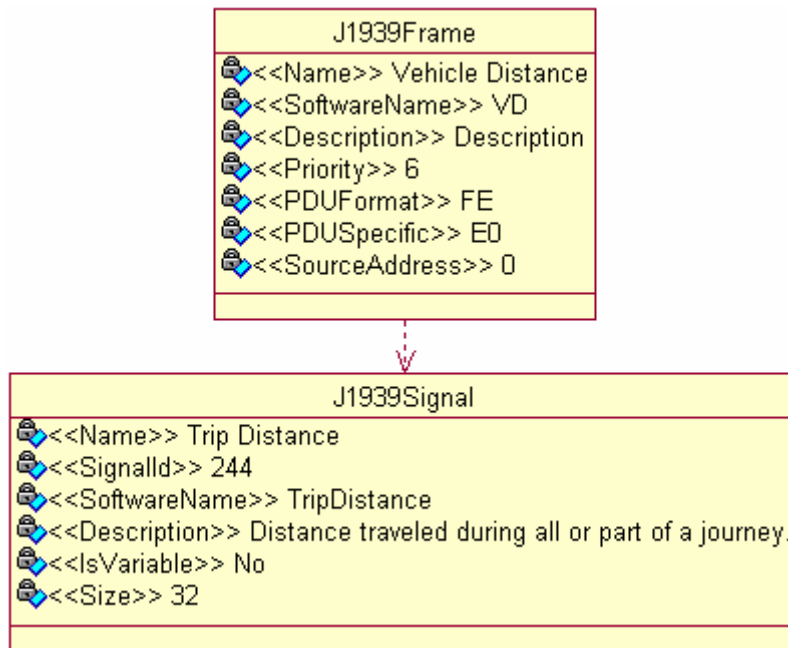 J1939Frame
<<Name>> Vehicle Distance
<<SoftwareName>> VD
<<Description>> Description
<<Priority>> 6
<<PDUFormat>> FE
<<PDUSpecific>> E0
<<SourceAddress>> 0
J1939Signal
<<Name>> Trip Distance
<<SignalId>> 244
<<SoftwareName>> TripDistance
<<Description>> Distance traveled during all or part of a journey.
<<IsVariable>> No
<<Size>> 32